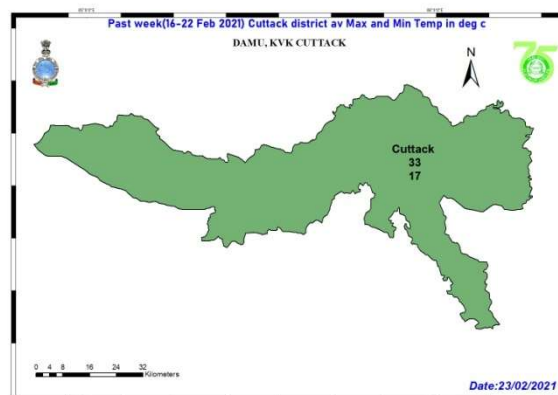 Past week(16-22 Feb 2021) Cuttack district av Max and Min Temp in deg c
DAMU, KVK CUTTACK
N
75
Cuttack
33
17
0 4 8 16 24 32
Kilometers
Date:23/02/2021